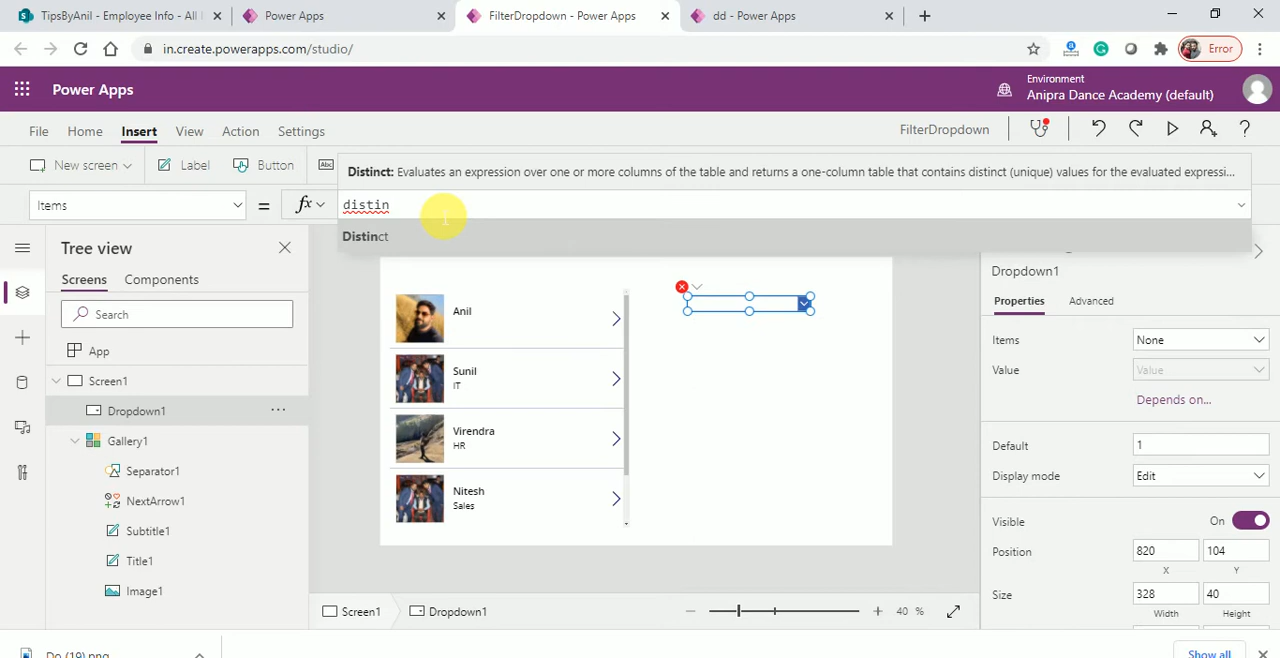 TipsByAnil - Employee Info - All I
Power Apps
FilterDropdown - Power Apps
dd - Power Apps
in.create.powerapps.com/studio/
Error
Power Apps
Environment
Anipra Dance Academy (default)
File
Home
Insert
View
Action
Settings
FilterDropdown
New screen
Label
Button
Abc
Distinct: Evaluates an expression over one or more columns of the table and returns a one-column table that contains distinct (unique) values for the evaluated expressi...
Items
=
fx
distin
Distinct
Tree view
Screens
Components
Search
App
Screen1
Dropdown1
Gallery1
Separator1
NextArrow1
Subtitle1
Title1
Image1
Anil
Sunil
IT
Virendra
HR
Nitesh
Sales
Dropdown1
Properties
Advanced
Items
None
Value
Value
Depends on...
Default
1
Display mode
Edit
Visible
On
Position
820
104
X
Y
Size
328
40
Width
Height
Screen1
Dropdown1
40 %
Do (19).png
Show all